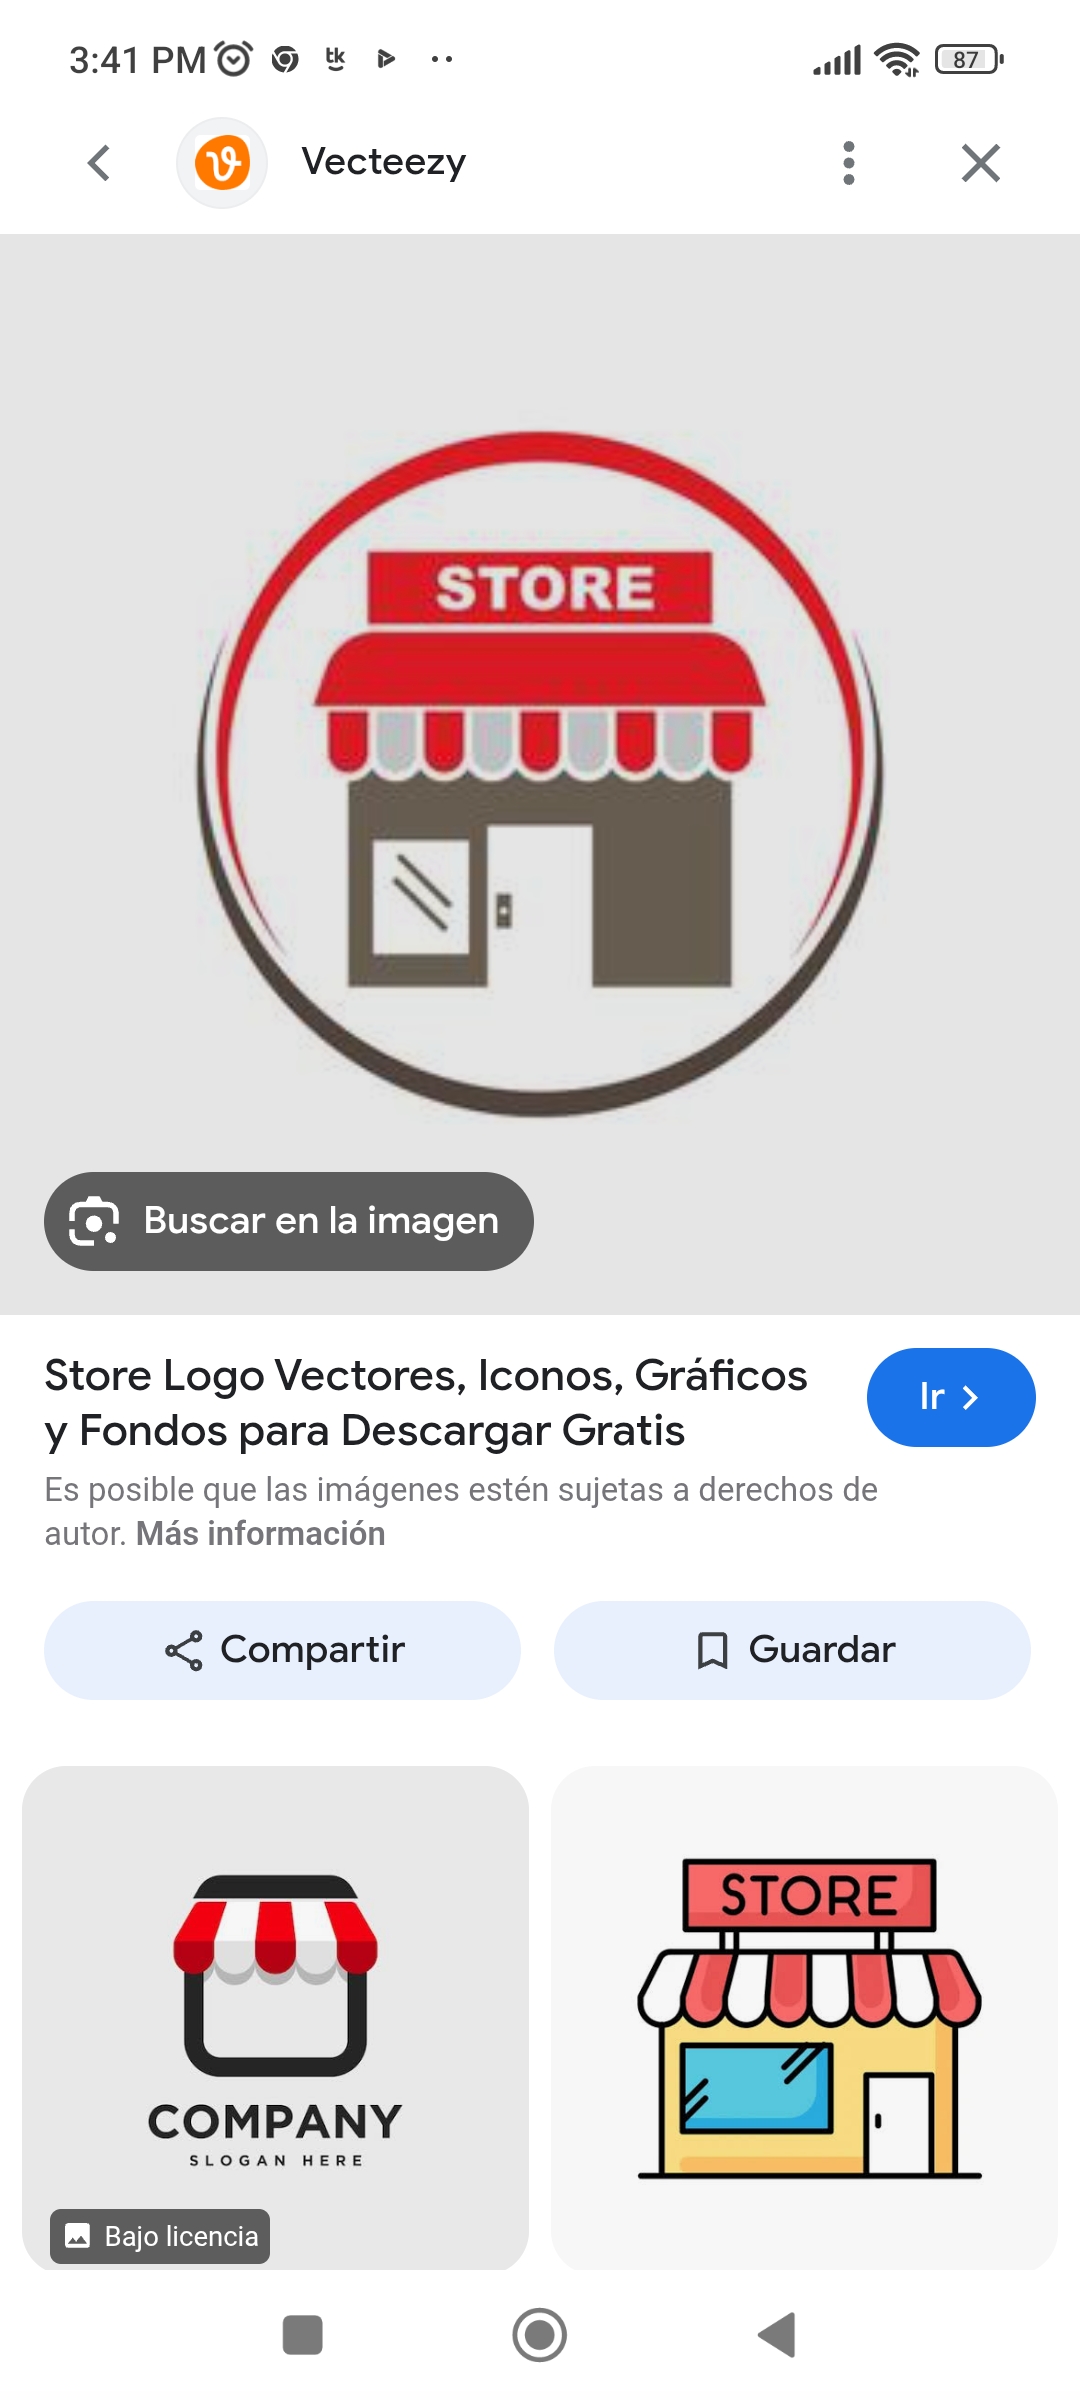 3:41 PM
tk
87
Vecteezy
STORE
Buscar en la imagen
Store Logo Vectores, Iconos, Gráficos
y Fondos para Descargar Gratis
Ir
Es posible que las imágenes estén sujetas a derechos de
autor. Más información
Compartir
Guardar
COMPANY
SLOGAN HERE
Bajo licencia
STORE